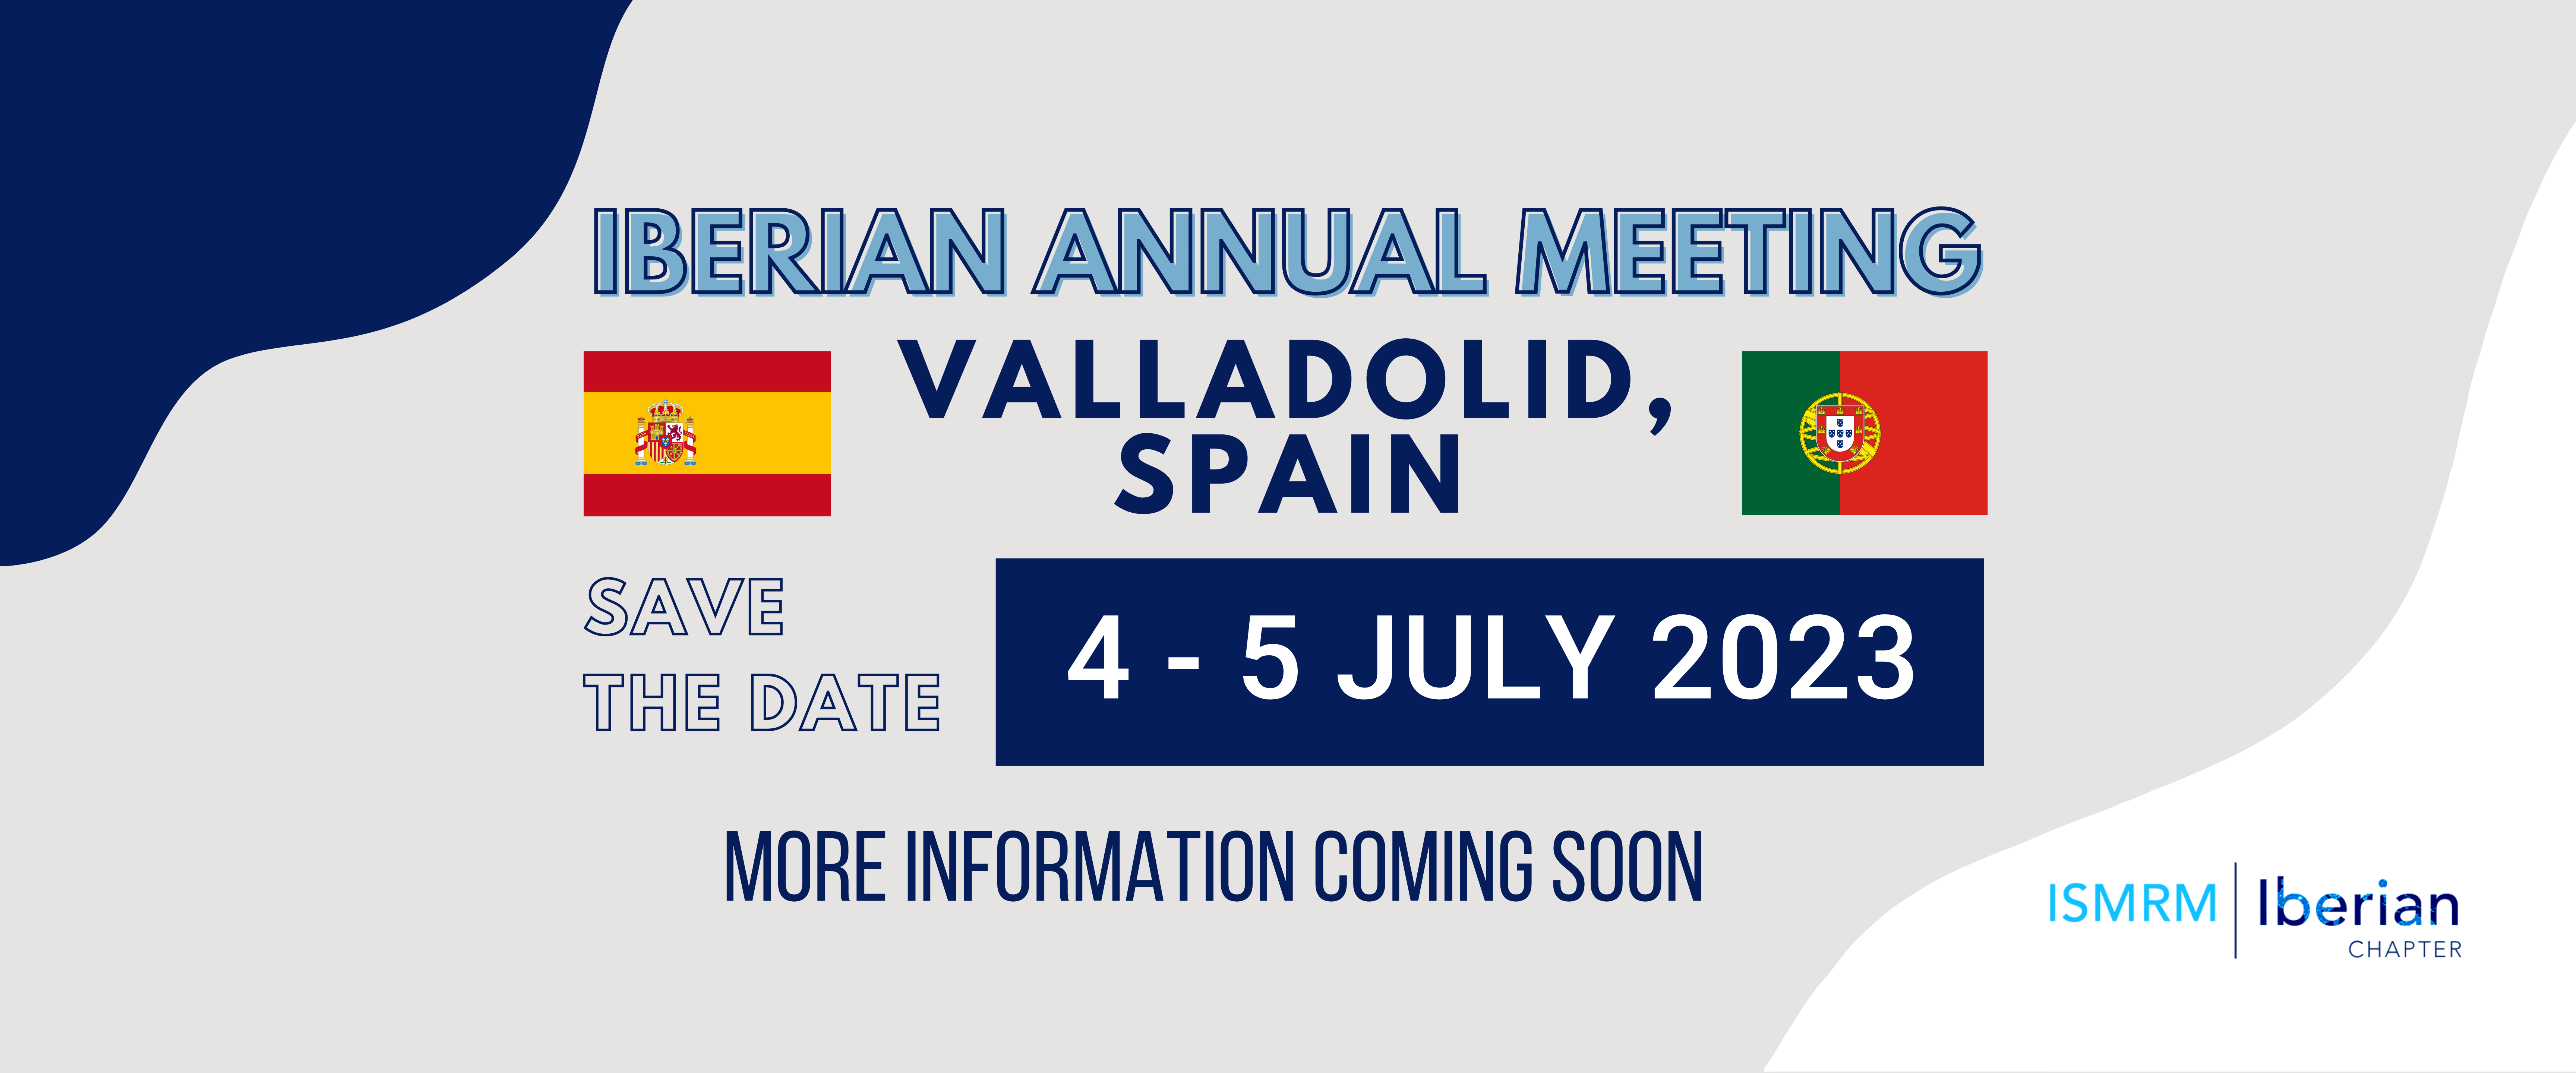 IBERIAN ANNUAL MEETING
VALLADOLID,
SPAIN
SAVE
THE DATE
4 - 5 JULY 2023
MORE INFORMATION COMING SOON
ISMRM | Iberian
CHAPTER